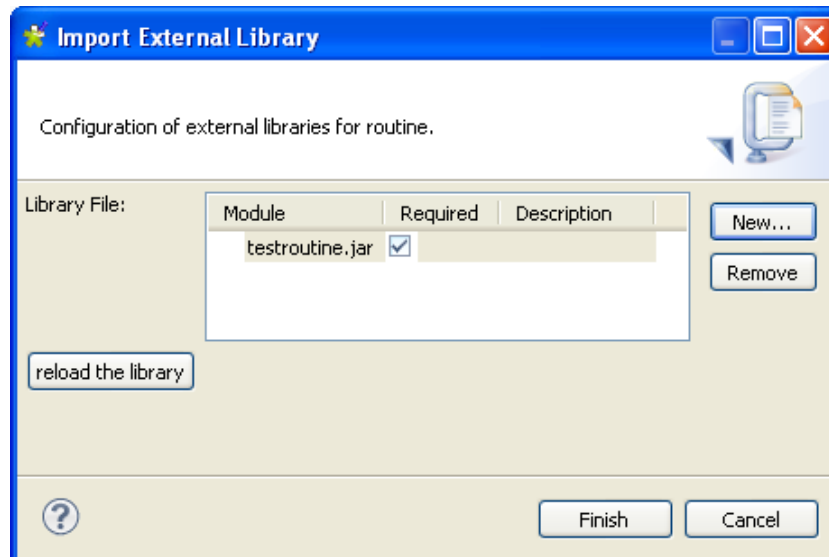 Import External Library
Configuration of external libraries for routine.
Library File:
Module Required Description
testroutine.jar
New...
Remove
reload the library
?
Finish Cancel